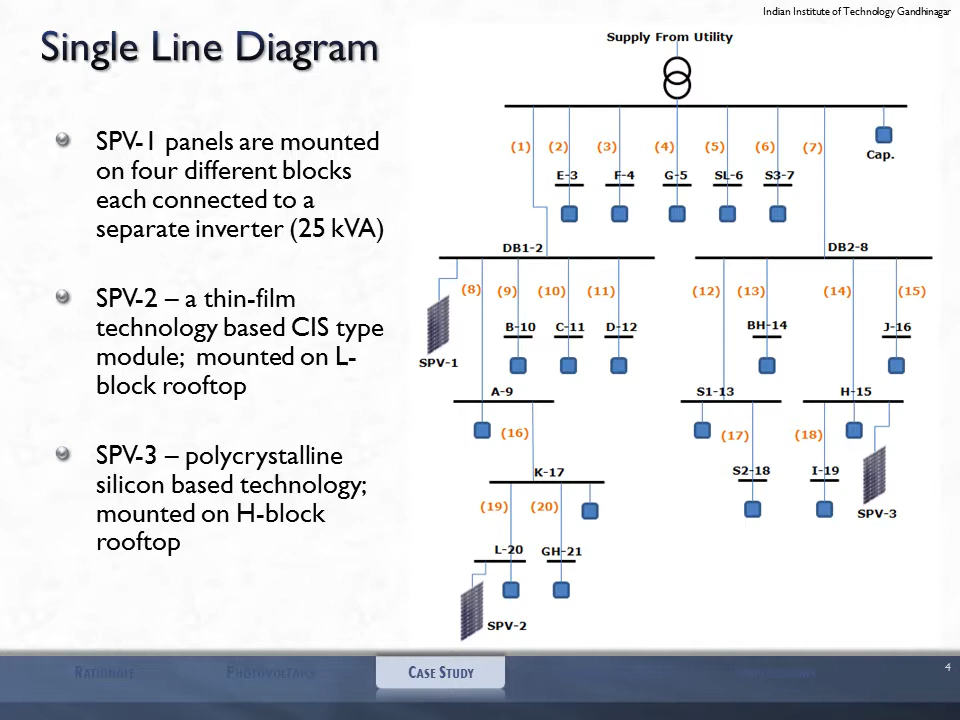 Indian Institute of Technology Gandhinagar
Single Line Diagram
SPV-1 panels are mounted
on four different blocks
each connected to a
separate inverter (25 kVA)
SPV-2 – a thin-film
technology based CIS type
module; mounted on L-
block rooftop
SPV-3 – polycrystalline
silicon based technology;
mounted on H-block
rooftop
Supply From Utility
(1) (2) (3) (4) (5) (6) (7)
Cap.
E-3 F-4 G-5 SL-6 S3-7
DB1-2 DB2-8
(8) (9) (10) (11) (12) (13) (14) (15)
B-10 C-11 D-12 BH-14 J-16
SPV-1
A-9 S1-13 H-15
(16) (17) (18)
K-17 S2-18 I-19
(19) (20)
SPV-3
L-20 GH-21
SPV-2
RATIONALE PHOTOVOLTAICS CASE STUDY
4